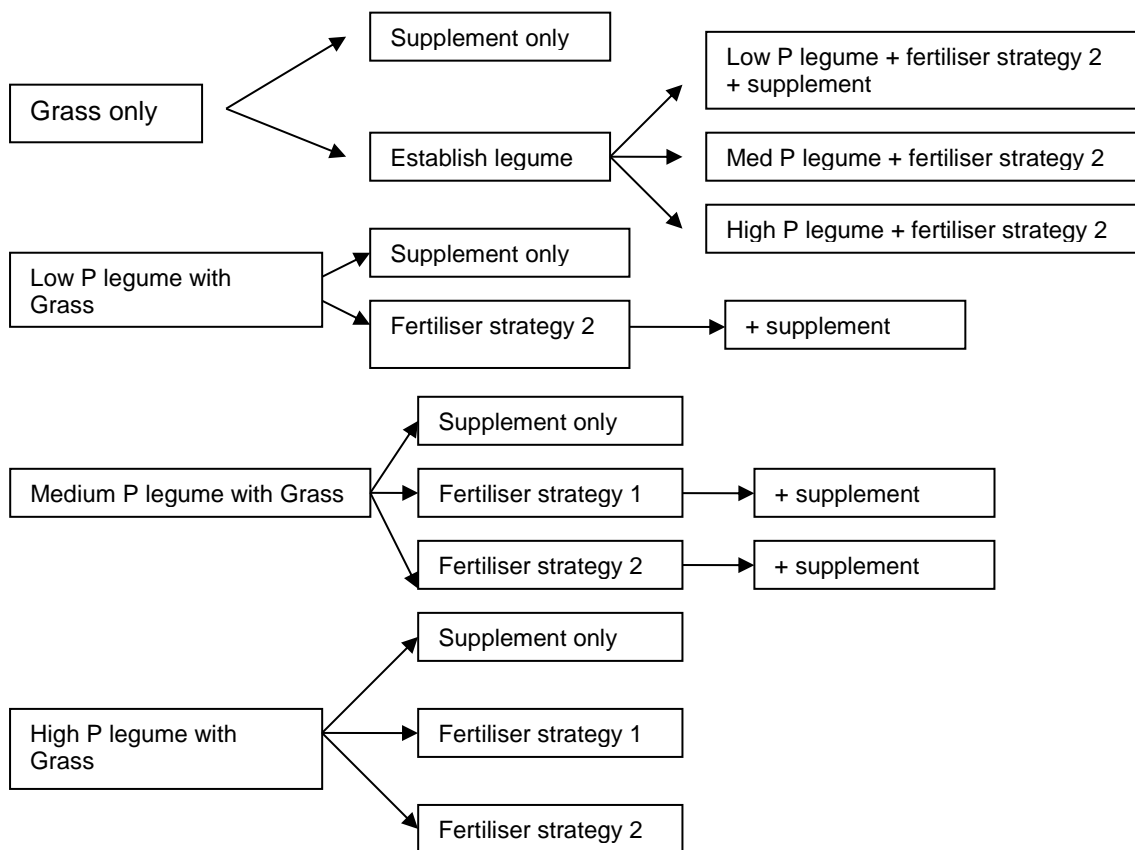 Grass only
Supplement only
Establish legume
Low P legume + fertiliser strategy 2
+ supplement
Med P legume + fertiliser strategy 2
High P legume + fertiliser strategy 2
Low P legume with
Grass
Supplement only
Fertiliser strategy 2
+ supplement
Medium P legume with Grass
Supplement only
Fertiliser strategy 1
+ supplement
Fertiliser strategy 2
+ supplement
High P legume with
Grass
Supplement only
Fertiliser strategy 1
Fertiliser strategy 2